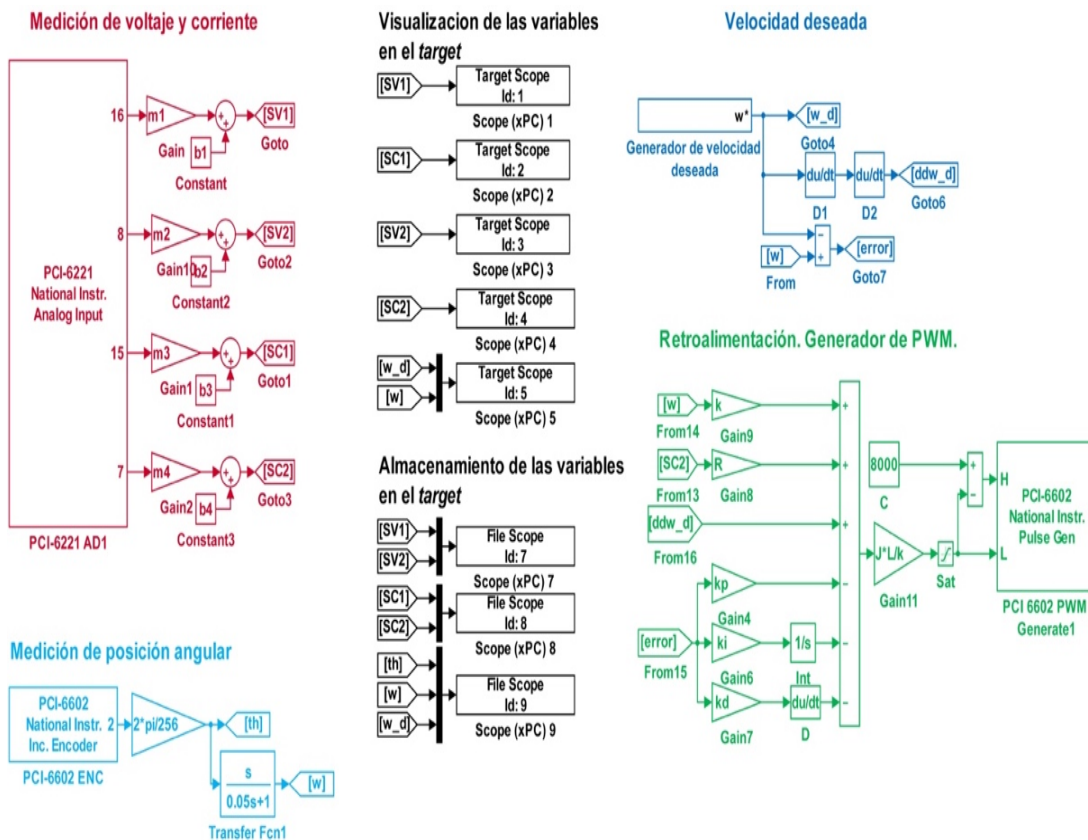 Medición de voltaje y corriente
PCI-6221
National Instr.
Analog Input
PCI-6221 AD1
16
m1
Gain
b1
Constant
+
+
[SV1]
Goto
8
m2
Gain10
b2
Constant2
+
+
[SV2]
Goto2
15
m3
Gain1
b3
Constant1
+
+
[SC1]
Goto1
7
m4
Gain2
b4
Constant3
+
+
[SC2]
Goto3
Medición de posición angular
PCI-6602
National Instr. 2
Inc. Encoder
PCI-6602 ENC
2*pi/256
[th]
s
0.05s+1
Transfer Fcn1
[w]
Visualizacion de las variables
en el target
[SV1]
Target Scope
Id: 1
Scope (xPC) 1
[SC1]
Target Scope
Id: 2
Scope (xPC) 2
[SV2]
Target Scope
Id: 3
Scope (xPC) 3
[SC2]
Target Scope
Id: 4
Scope (xPC) 4
[w_d]
[w]
Target Scope
Id: 5
Scope (xPC) 5
Almacenamiento de las variables
en el target
[SV1]
[SV2]
File Scope
Id: 7
Scope (xPC) 7
[SC1]
[SC2]
File Scope
Id: 8
Scope (xPC) 8
[th]
[w]
[w_d]
File Scope
Id: 9
Scope (xPC) 9
Velocidad deseada
w*
Generador de velocidad
deseada
[w_d]
Goto4
du/dt
D1
du/dt
D2
[ddw_d]
Goto6
[w]
From
−
+
[error]
Goto7
Retroalimentación. Generador de PWM.
[w]
From14
k
Gain9
+
[SC2]
From13
R
Gain8
+
[ddw_d]
From16
+
[error]
From15
kp
Gain4
−
ki
Gain6
1/s
Int
−
kd
Gain7
du/dt
D
−
J*L/k
Gain11
Sat
8000
C
+
−
H
L
PCI-6602
National Instr.
Pulse Gen
PCI 6602 PWM
Generate1